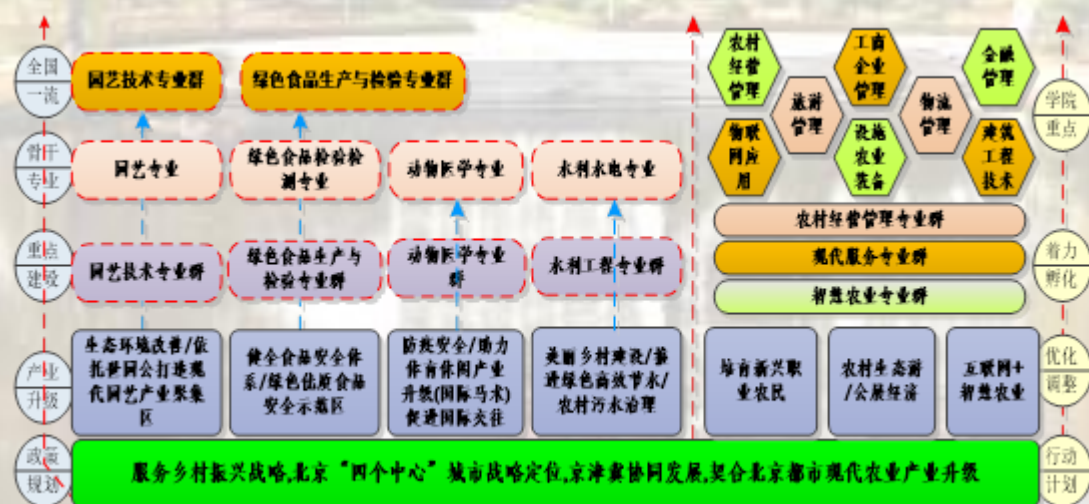 全国
一流
园艺技术专业群
绿色食品生产与检验专业群
骨干
专业
园艺专业
绿色食品检验检
测专业
动物医学专业
水利水电专业
重点
建设
园艺技术专业群
绿色食品生产与
检验专业群
动物医学专业
群
水利工程专业群
产业
升级
生态环境改善/依
托世园会打造现
代园艺产业聚集
区
健全食品安全体
系/绿色优质食品
安全示范区
防疫安全/助力
体育休闲产业
升级(国际马术)
促进国际交往
美丽乡村建设/推
进绿色高效节水/
农村污水治理
政策
规划
农村
经营
管理
工商
企业
管理
金融
管理
旅游
管理
物流
管理
物联
网应
用
设施
农业
装备
建筑
工程
技术
学院
重点
农村经营管理专业群
现代服务专业群
智慧农业专业群
着力
孵化
培育新兴职
业农民
农村生态游
/会展经济
互联网+
智慧农业
优化
调整
服务乡村振兴战略,北京“四个中心”城市战略定位,京津冀协同发展,契合北京都市现代农业产业升级
行动
计划